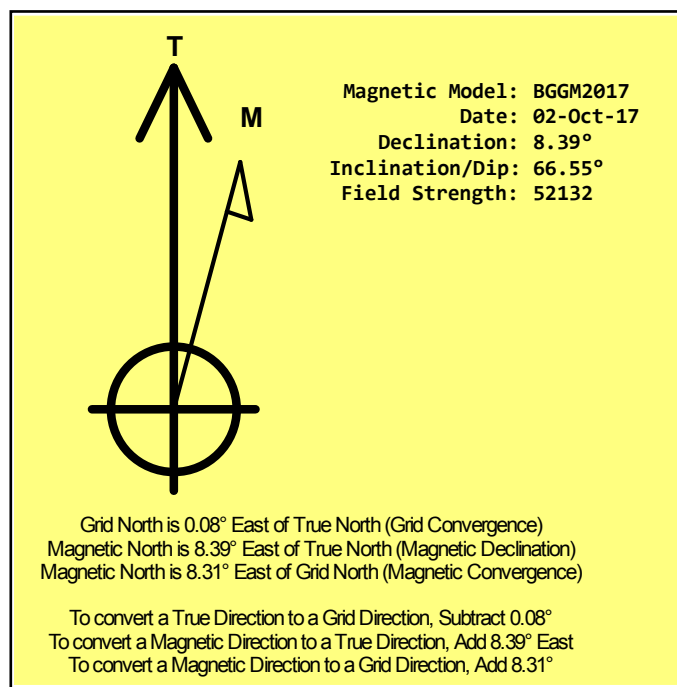 T
M
Magnetic Model: BGGM2017
Date: 02-Oct-17
Declination: 8.39°
Inclination/Dip: 66.55°
Field Strength: 52132
Grid North is 0.08° East of True North (Grid Convergence)
Magnetic North is 8.39° East of True North (Magnetic Declination)
Magnetic North is 8.31° East of Grid North (Magnetic Convergence)
To convert a True Direction to a Grid Direction, Subtract 0.08°
To convert a Magnetic Direction to a True Direction, Add 8.39° East
To convert a Magnetic Direction to a Grid Direction, Add 8.31°